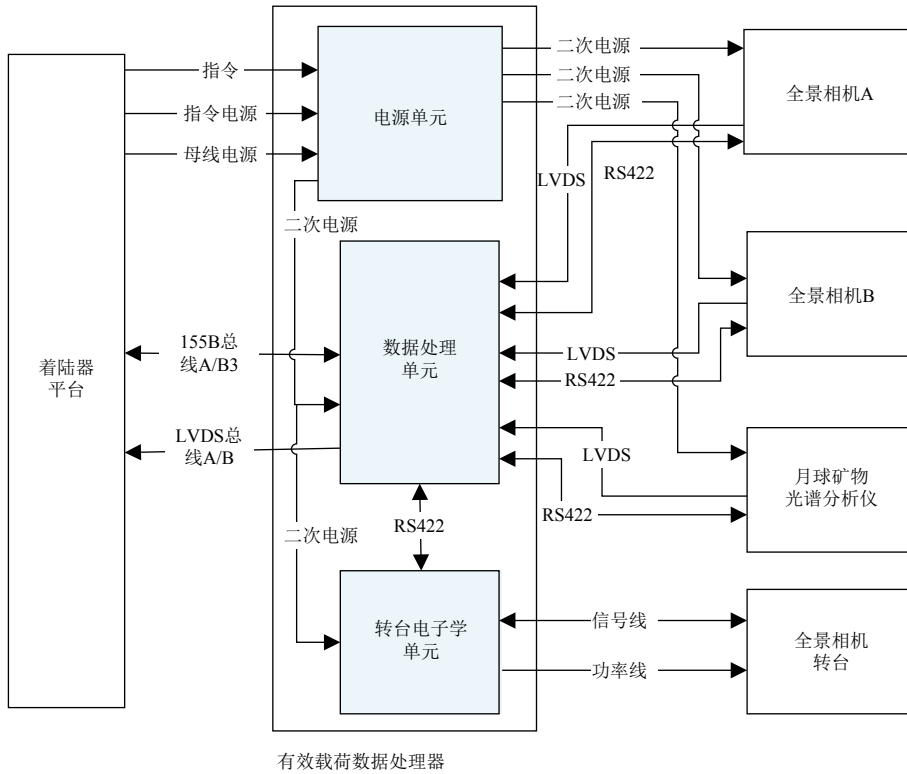 二次电源
二次电源
二次电源
指令
指令电源
母线电源
电源单元
全景相机A
LVDS
RS422
二次电源
全景相机B
155B总
线A/B3
数据处理
单元
LVDS
RS422
着陆器
平台
LVDS总
线A/B
LVDS
RS422
月球矿物
光谱分析仪
RS422
二次电源
转台电子学
单元
信号线
功率线
全景相机
转台
有效载荷数据处理器